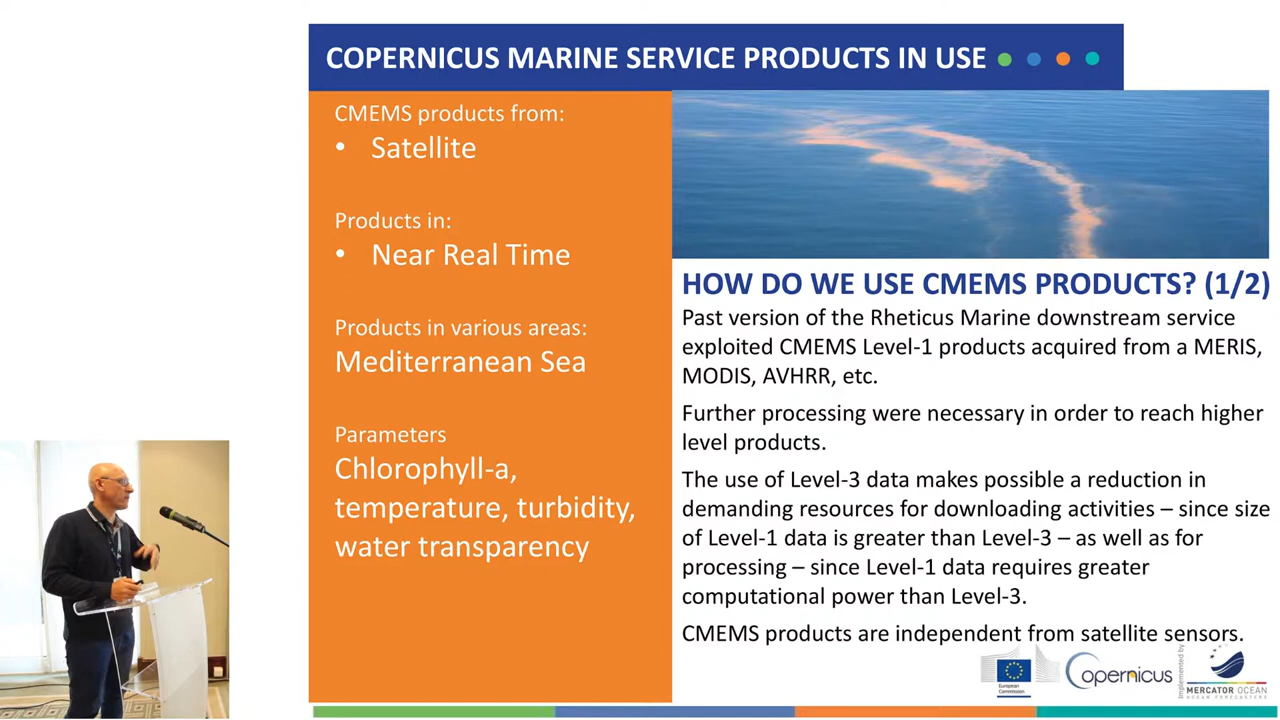 COPERNICUS MARINE SERVICE PRODUCTS IN USE
CMEMS products from:
• Satellite
Products in:
• Near Real Time
Products in various areas:
Mediterranean Sea
Parameters
Chlorophyll-a,
temperature, turbidity,
water transparency
HOW DO WE USE CMEMS PRODUCTS? (1/2)
Past version of the Rheticus Marine downstream service
exploited CMEMS Level-1 products acquired from a MERIS,
MODIS, AVHRR, etc.
Further processing were necessary in order to reach higher
level products.
The use of Level-3 data makes possible a reduction in
demanding resources for downloading activities – since size
of Level-1 data is greater than Level-3 – as well as for
processing – since Level-1 data requires greater
computational power than Level-3.
CMEMS products are independent from satellite sensors.
European
Commission
opernicus
Implemented by
MERCATOR OCEAN
OCEAN FORECASTERS